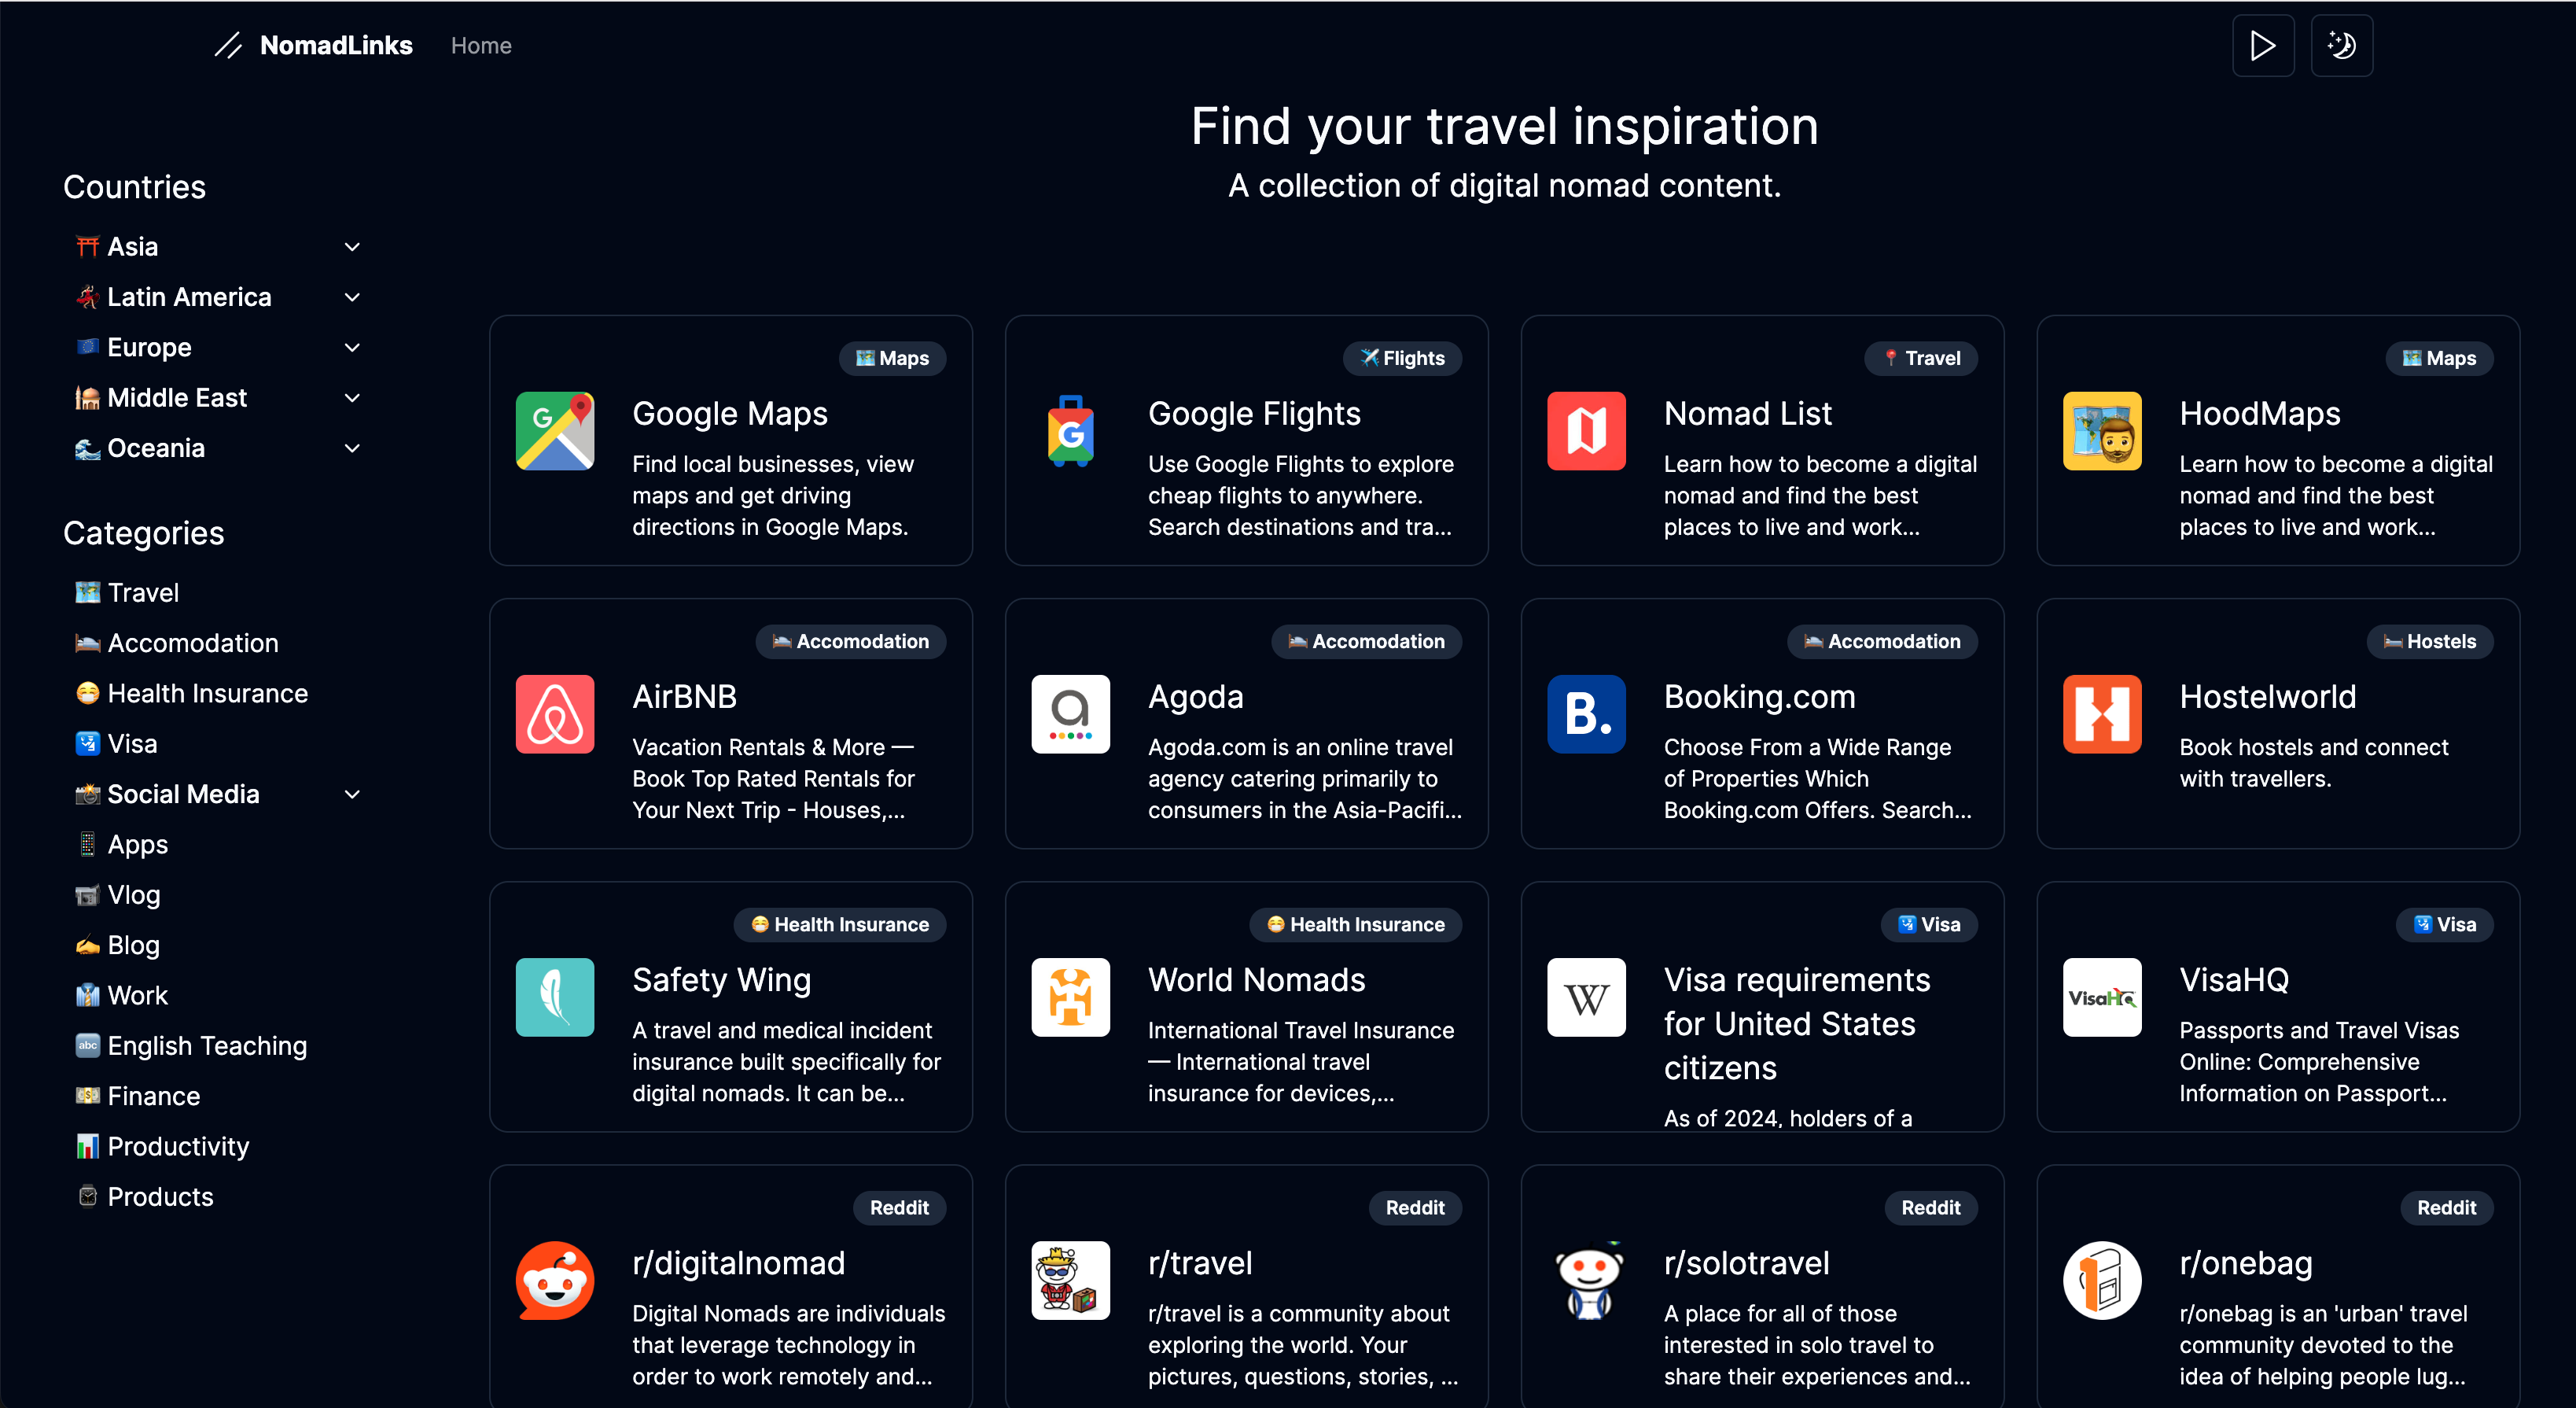 NomadLinks Home
Find your travel inspiration
A collection of digital nomad content.
Countries
Asia
Latin America
Europe
Middle East
Oceania
Categories
Travel
Accomodation
Health Insurance
Visa
Social Media
Apps
Vlog
Blog
Work
abc English Teaching
Finance
Productivity
Products
Maps
G
Google Maps
Find local businesses, view
maps and get driving
directions in Google Maps.
Flights
G
Google Flights
Use Google Flights to explore
cheap flights to anywhere.
Search destinations and tra...
Travel
Nomad List
Learn how to become a digital
nomad and find the best
places to live and work...
Maps
HoodMaps
Learn how to become a digital
nomad and find the best
places to live and work...
Accomodation
AirBNB
Vacation Rentals & More —
Book Top Rated Rentals for
Your Next Trip - Houses,...
Accomodation
a
Agoda
Agoda.com is an online travel
agency catering primarily to
consumers in the Asia-Pacifi...
Accomodation
B.
Booking.com
Choose From a Wide Range
of Properties Which
Booking.com Offers. Search...
Hostels
H
Hostelworld
Book hostels and connect
with travellers.
Health Insurance
Safety Wing
A travel and medical incident
insurance built specifically for
digital nomads. It can be...
Health Insurance
World Nomads
International Travel Insurance
— International travel
insurance for devices,...
Visa
W
Visa requirements
for United States
citizens
As of 2024, holders of a
Visa
VisaHQ
VisaHQ
Passports and Travel Visas
Online: Comprehensive
Information on Passport...
Reddit
r/digitalnomad
Digital Nomads are individuals
that leverage technology in
order to work remotely and...
Reddit
r/travel
r/travel is a community about
exploring the world. Your
pictures, questions, stories, ...
Reddit
r/solotravel
A place for all of those
interested in solo travel to
share their experiences and...
Reddit
1
r/onebag
r/onebag is an 'urban' travel
community devoted to the
idea of helping people lug...